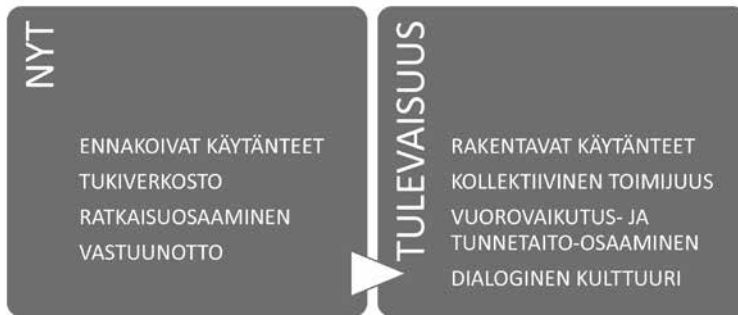 NYT
ENNAKOIVAT KÄYTÄNTEET
TUKIVERKOSTO
RATKAISUOSAAMINEN
VASTUUNOTTO
TULEVAISUUS
RAKENTAVAT KÄYTÄNTEET
KOLLEKTIIVINEN TOIMIJUUS
VUOROVAIKUTUS- JA
TUNNETAITO-OSAAMINEN
DIALOGINEN KULTTUURI